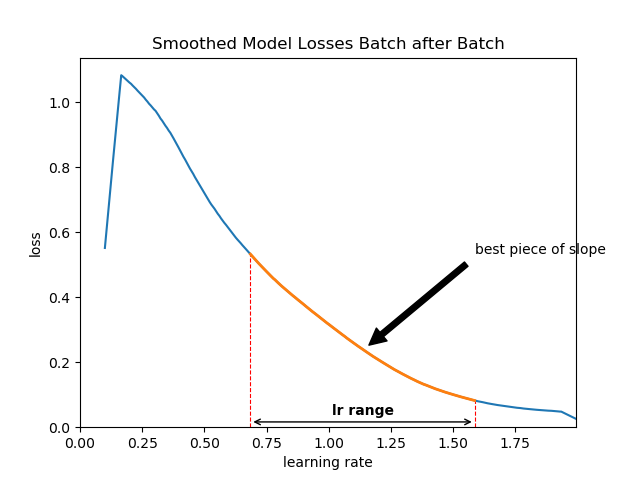 Smoothed Model Losses Batch after Batch
1.0
0.8
0.6
0.4
0.2
0.0
loss
best piece of slope
lr range
0.00 0.25 0.50 0.75 1.00 1.25 1.50 1.75
learning rate